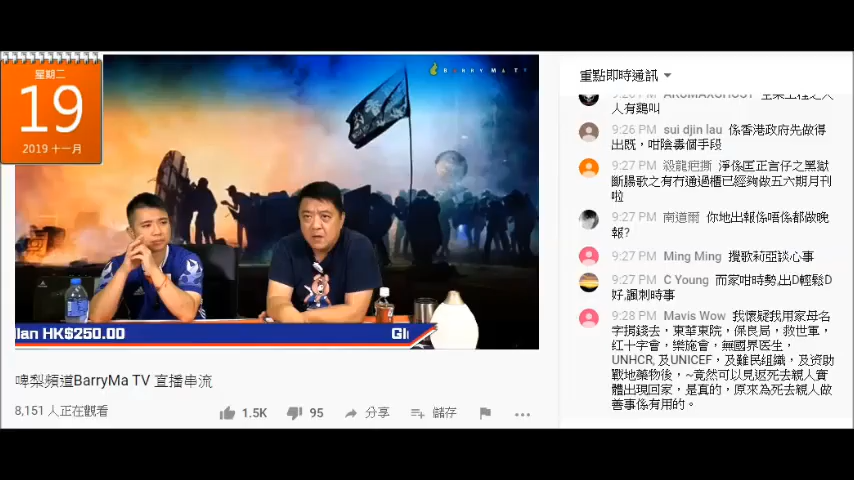 星期二
19
2019 十一月
BARRY MA TV
llan HK$250.00
Gl
啤梨頻道BarryMa TV 直播串流
8,151 人正在觀看
1.5K
95
分享
儲存
重點即時通訊
人有鷄叫
9:26 PM sui djin lau 係香港政府先做得
出既，咁陰毒個手段
9:27 PM 殺龍疤撕 淨係匡正言仔之黑獄
斷腸歌之有冇通過櫃已經夠做五六期月刊
啦
9:27 PM 南道爾 你地出報係唔係都做晚
報?
9:27 PM Ming Ming 攪歌莉亞談心事
9:27 PM C Young 而家咁時勢,出D輕鬆D
好,諷刺時事
9:28 PM Mavis Wow 我懷疑我用家母名
字捐錢去，東華東院，保良局，救世軍，
紅十字會，樂施會，無國界医生，
UNHCR, 及UNICEF，及難民組織，及資助
戰地藥物後，~竟然可以見返死去親人實
體出現回家，是真的，原來為死去親人做
善事係有用的。